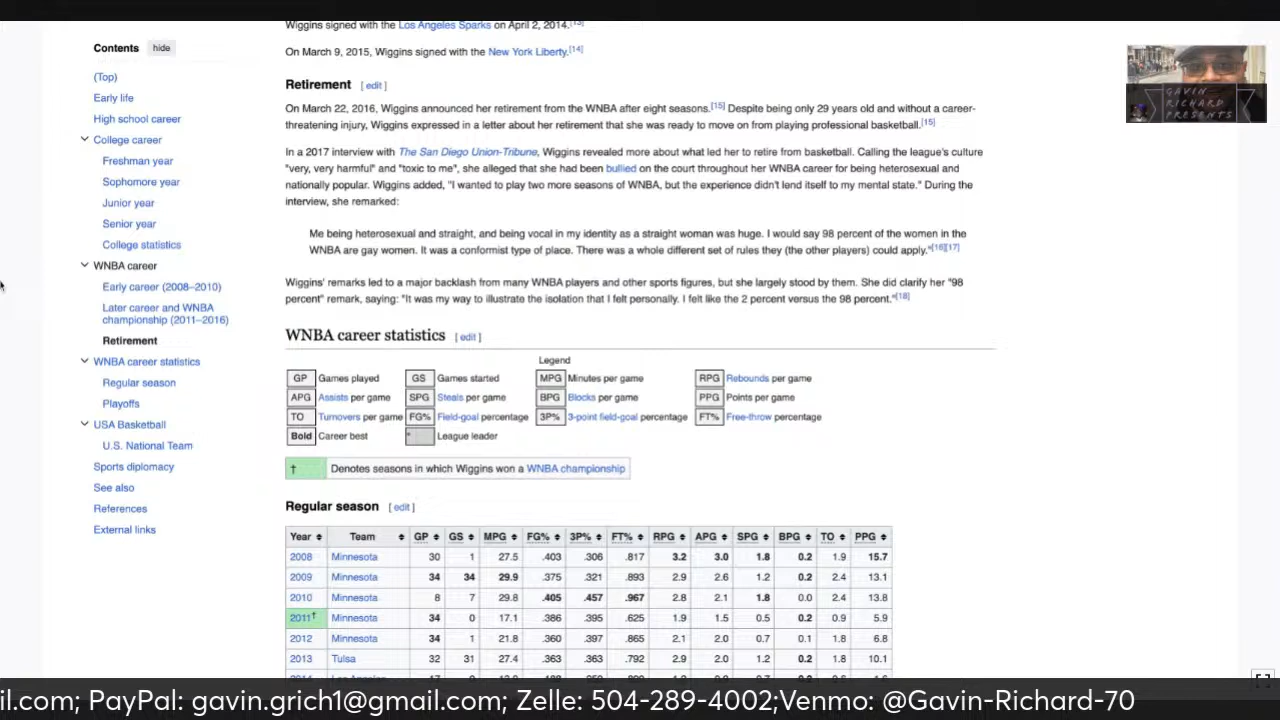 Wiggins signed with the Los Angeles Sparks on April 2, 2014.[13]
Contents hide
(Top)
Early life
High school career
College career
Freshman year
Sophomore year
Junior year
Senior year
College statistics
WNBA career
Early career (2008–2010)
Later career and WNBA
championship (2011–2016)
Retirement
WNBA career statistics
Regular season
Playoffs
USA Basketball
U.S. National Team
Sports diplomacy
See also
References
External links
On March 9, 2015, Wiggins signed with the New York Liberty.[14]
Retirement [ edit ]
On March 22, 2016, Wiggins announced her retirement from the WNBA after eight seasons.[15] Despite being only 29 years old and without a career-
threatening injury, Wiggins expressed in a letter about her retirement that she was ready to move on from playing professional basketball.[15]
In a 2017 interview with The San Diego Union-Tribune, Wiggins revealed more about what led her to retire from basketball. Calling the league's culture
"very, very harmful" and "toxic to me", she alleged that she had been bullied on the court throughout her WNBA career for being heterosexual and
nationally popular. Wiggins added, "I wanted to play two more seasons of WNBA, but the experience didn't lend itself to my mental state." During the
interview, she remarked:
Me being heterosexual and straight, and being vocal in my identity as a straight woman was huge. I would say 98 percent of the women in the
WNBA are gay women. It was a conformist type of place. There was a whole different set of rules they (the other players) could apply."[16][17]
Wiggins' remarks led to a major backlash from many WNBA players and other sports figures, but she largely stood by them. She did clarify her "98
percent" remark, saying: "It was my way to illustrate the isolation that I felt personally. I felt like the 2 percent versus the 98 percent."[18]
WNBA career statistics [ edit ]
Legend
GP Games played GS Games started MPG Minutes per game RPG Rebounds per game
APG Assists per game SPG Steals per game BPG Blocks per game PPG Points per game
TO Turnovers per game FG% Field-goal percentage 3P% 3-point field-goal percentage FT% Free-throw percentage
Bold Career best * League leader
† Denotes seasons in which Wiggins won a WNBA championship
Regular season [ edit ]
Year Team GP GS MPG FG% 3P% FT% RPG APG SPG BPG TO PPG
2008 Minnesota 30 1 27.5 .403 .306 .817 3.2 3.0 1.8 0.2 1.9 15.7
2009 Minnesota 34 34 29.9 .375 .321 .893 2.9 2.6 1.2 0.2 2.4 13.1
2010 Minnesota 8 7 29.8 .405 .457 .967 2.8 2.1 1.8 0.0 2.4 13.8
2011† Minnesota 34 0 17.1 .386 .395 .625 1.9 1.5 0.5 0.2 0.9 5.9
2012 Minnesota 34 1 21.8 .360 .397 .865 2.1 2.0 0.7 0.1 1.8 6.8
2013 Tulsa 32 31 27.4 .363 .363 .792 2.9 2.0 1.2 0.2 1.8 10.1
GAVIN
RICHARD
PRESENTS
il.com; PayPal: gavin.grich1@gmail.com; Zelle: 504-289-4002;Venmo: @Gavin-Richard-70